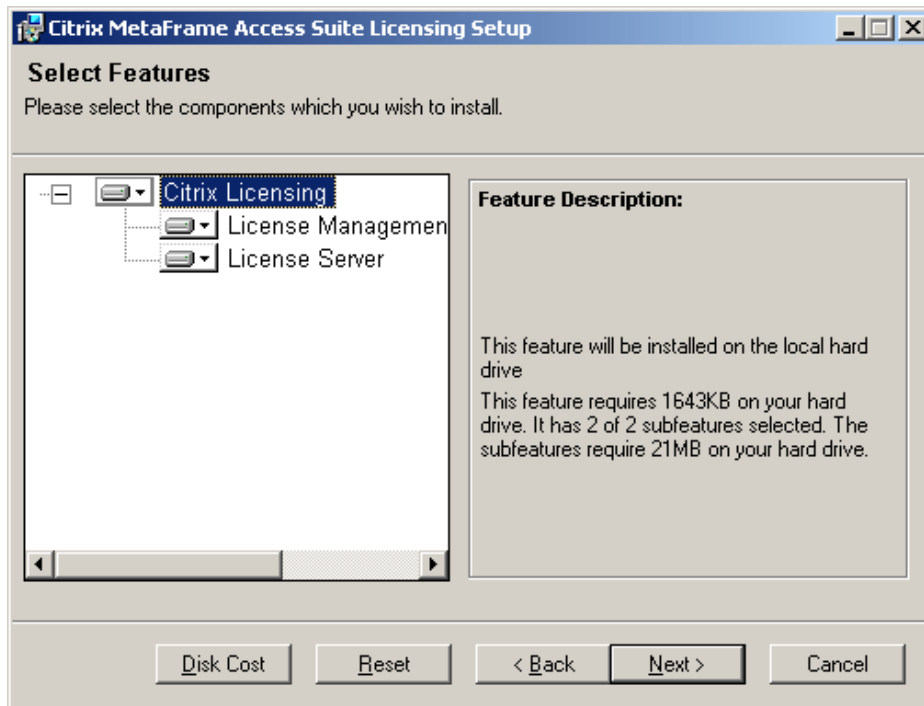 Citrix MetaFrame Access Suite Licensing Setup
Select Features
Please select the components which you wish to install.
Citrix Licensing
License Managemen
License Server
Feature Description:
This feature will be installed on the local hard
drive
This feature requires 1643KB on your hard
drive. It has 2 of 2 subfeatures selected. The
subfeatures require 21MB on your hard drive.
Disk Cost Reset < Back Next > Cancel